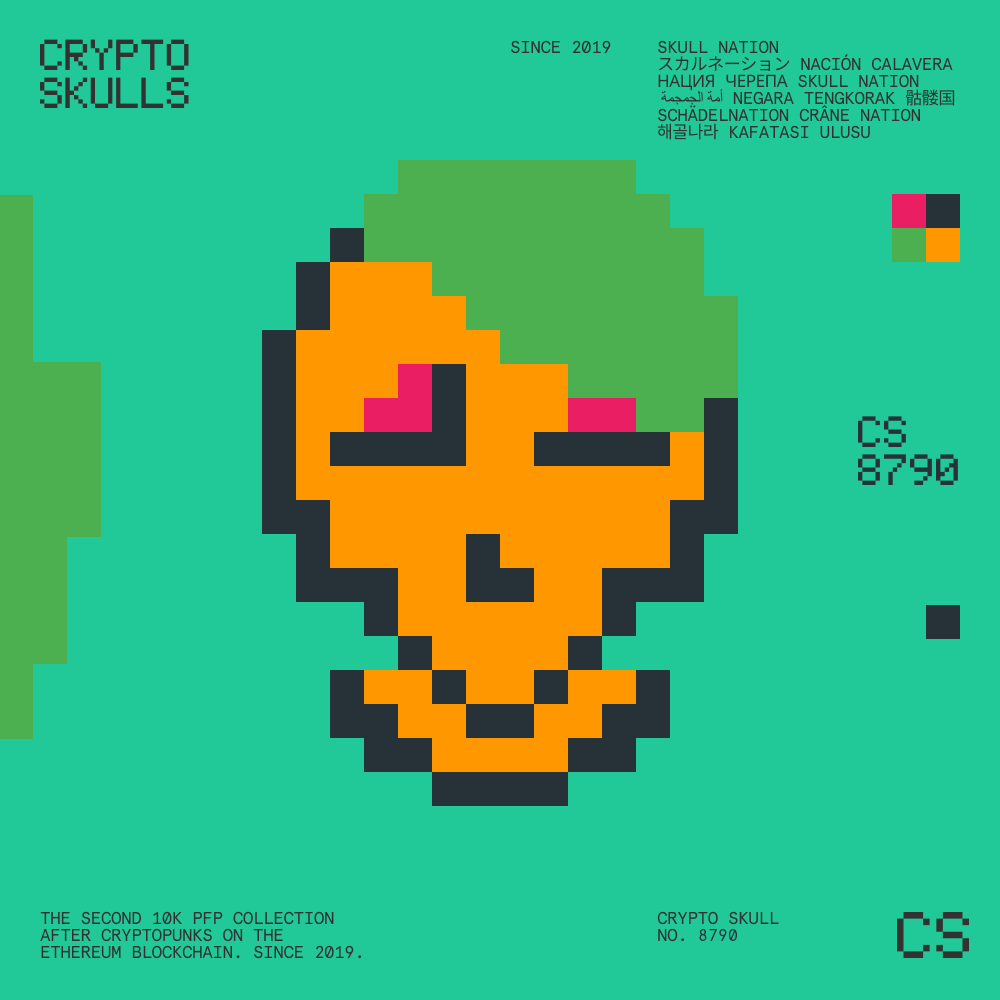 CRYPTO
SKULLS
SINCE 2019
SKULL NATION
スカルネーション NACIÓN CALAVERA
НАЦИЯ ЧЕРЕПА SKULL NATION
أمة الجمجمة NEGARA TENGKORAK 骷髅国
SCHÄDELNATION CRÂNE NATION
해골나라 KAFATASI ULUSU
CS
8790
THE SECOND 10K PFP COLLECTION
AFTER CRYPTOPUNKS ON THE
ETHEREUM BLOCKCHAIN. SINCE 2019.
CRYPTO SKULL
NO. 8790
CS